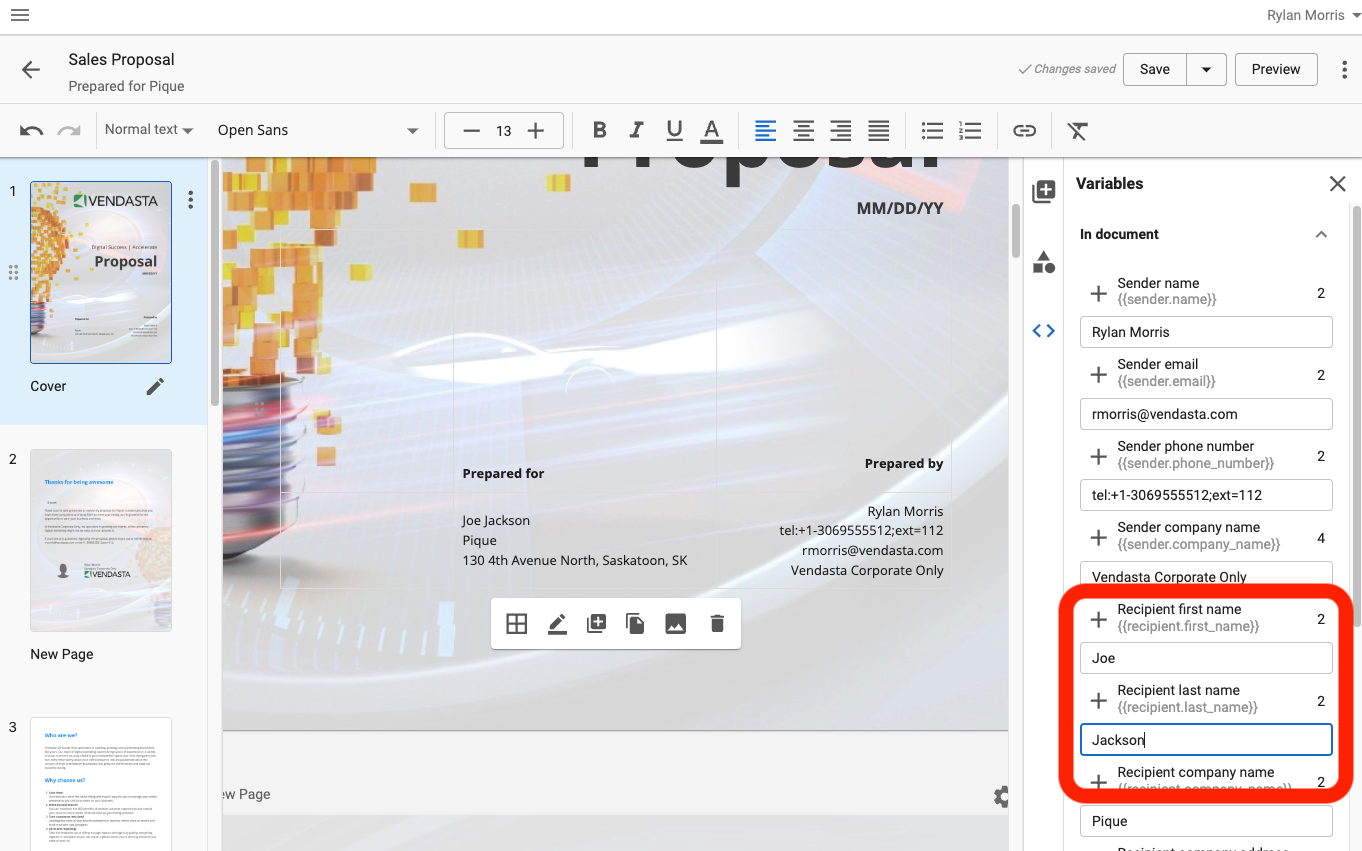 Rylan Morris
Sales Proposal
Prepared for Pique
Changes saved
Save
Preview
Normal text
Open Sans
13
B I U A
1
VENDASTA
Digital Success | Accelerate
Proposal
Cover
2
Thanks for being awesome
VENDASTA
New Page
3
Who are we?
Why choose us?
Proposal
MM/DD/YY
Prepared for
Joe Jackson
Pique
130 4th Avenue North, Saskatoon, SK
Prepared by
Rylan Morris
tel:+1-3069555512;ext=112
rmorris@vendasta.com
Vendasta Corporate Only
ew Page
Variables
In document
Sender name
{{sender.name}}
2
Rylan Morris
Sender email
{{sender.email}}
2
rmorris@vendasta.com
Sender phone number
{{sender.phone_number}}
2
tel:+1-3069555512;ext=112
Sender company name
{{sender.company_name}}
4
Vendasta Corporate Only
Recipient first name
{{recipient.first_name}}
2
Joe
Recipient last name
{{recipient.last_name}}
2
Jackson
Recipient company name
{{recipient.company_name}}
2
Pique
Recipient company address